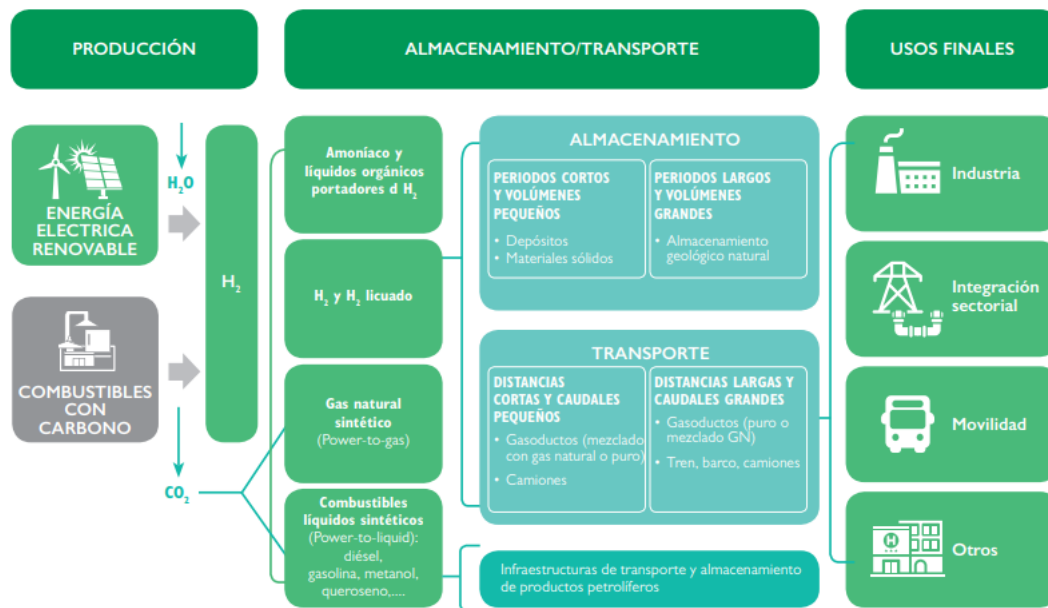 PRODUCCIÓN
ALMACENAMIENTO/TRANSPORTE
USOS FINALES
H₂O
ENERGÍA
ELECTRICA
RENOVABLE
COMBUSTIBLES
CON
CARBONO
CO₂
H₂
Amoníaco y
líquidos orgánicos
portadores d H₂
H₂ y H₂ licuado
Gas natural
sintético
(Power-to-gas)
Combustibles
líquidos sintéticos
(Power-to-liquid):
diésel,
gasolina, metanol,
queroseno,....
ALMACENAMIENTO
PERIODOS CORTOS
Y VOLÚMENES
PEQUEÑOS
• Depósitos
• Materiales sólidos
PERIODOS LARGOS
Y VOLÚMENES
GRANDES
• Almacenamiento
geológico natural
TRANSPORTE
DISTANCIAS
CORTAS Y CAUDALES
PEQUEÑOS
• Gasoductos (mezclado
con gas natural o puro)
• Camiones
DISTANCIAS LARGAS Y
CAUDALES GRANDES
• Gasoductos (puro o
mezclado GN)
• Tren, barco, camiones
Infraestructuras de transporte y almacenamiento
de productos petrolíferos
Industria
Integración
sectorial
Movilidad
H
Otros